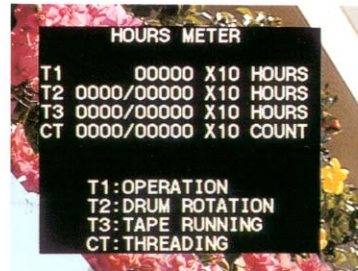 HOURS METER
T1 00000 X10 HOURS
T2 0000/00000 X10 HOURS
T3 0000/00000 X10 HOURS
CT 0000/00000 X10 COUNT
T1:OPERATION
T2:DRUM ROTATION
T3:TAPE RUNNING
CT:THREADING